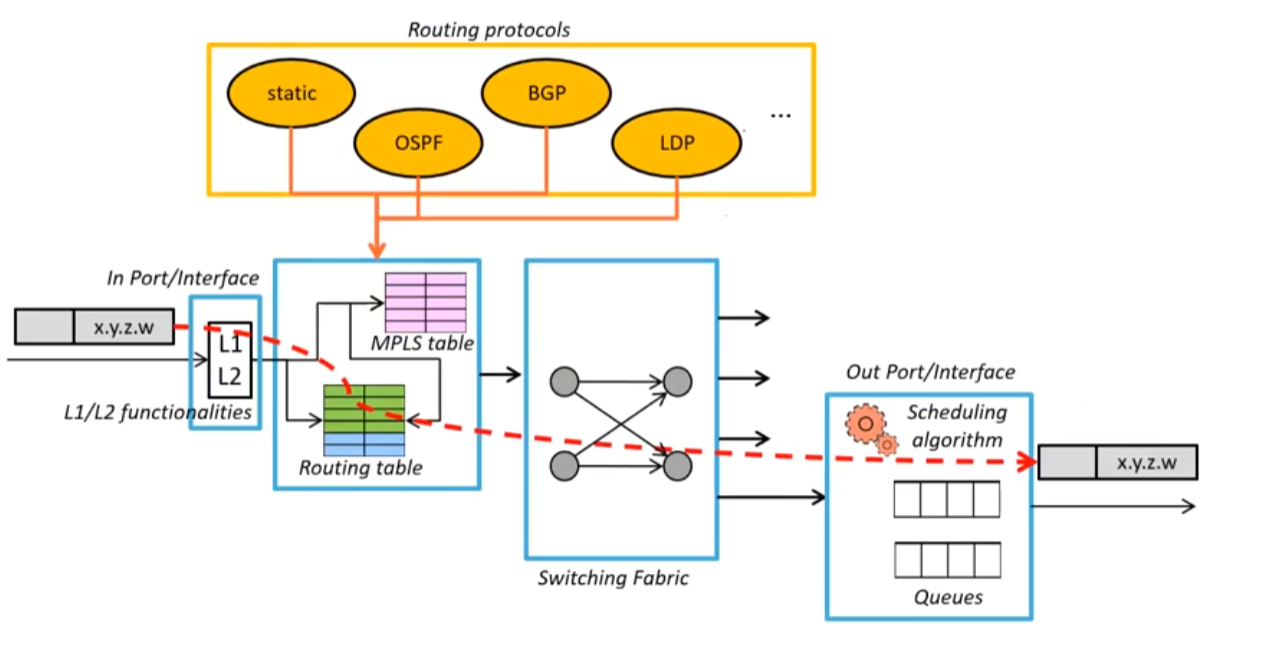 Routing protocols
static
BGP
...
OSPF
LDP
In Port/Interface
x.y.z.w
L1
L2
L1/L2 functionalities
MPLS table
Routing table
Switching Fabric
Out Port/Interface
Scheduling
algorithm
Queues
x.y.z.w